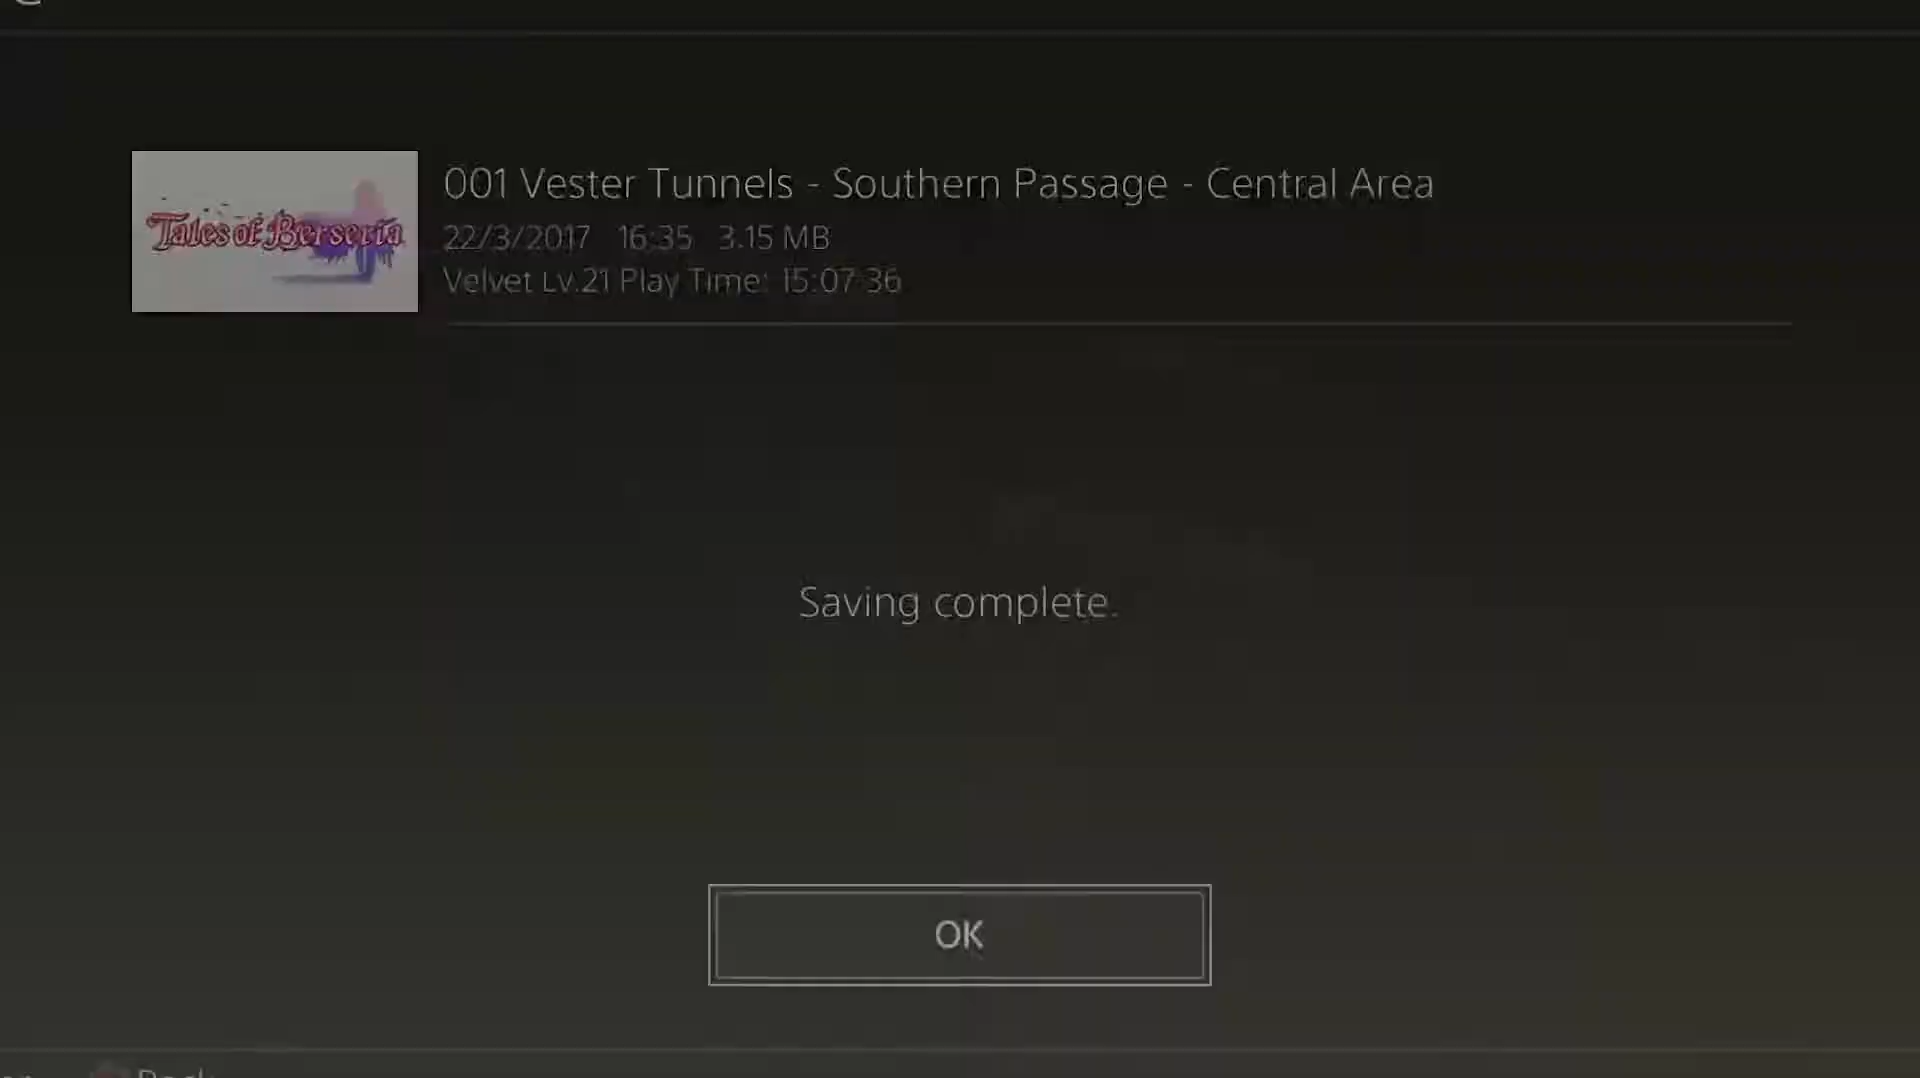 Tales of Berseria
001 Vester Tunnels - Southern Passage - Central Area
22/3/2017 16:35 3.15 MB
Velvet Lv.21 Play Time: 15:07:36
Saving complete.
OK
Back